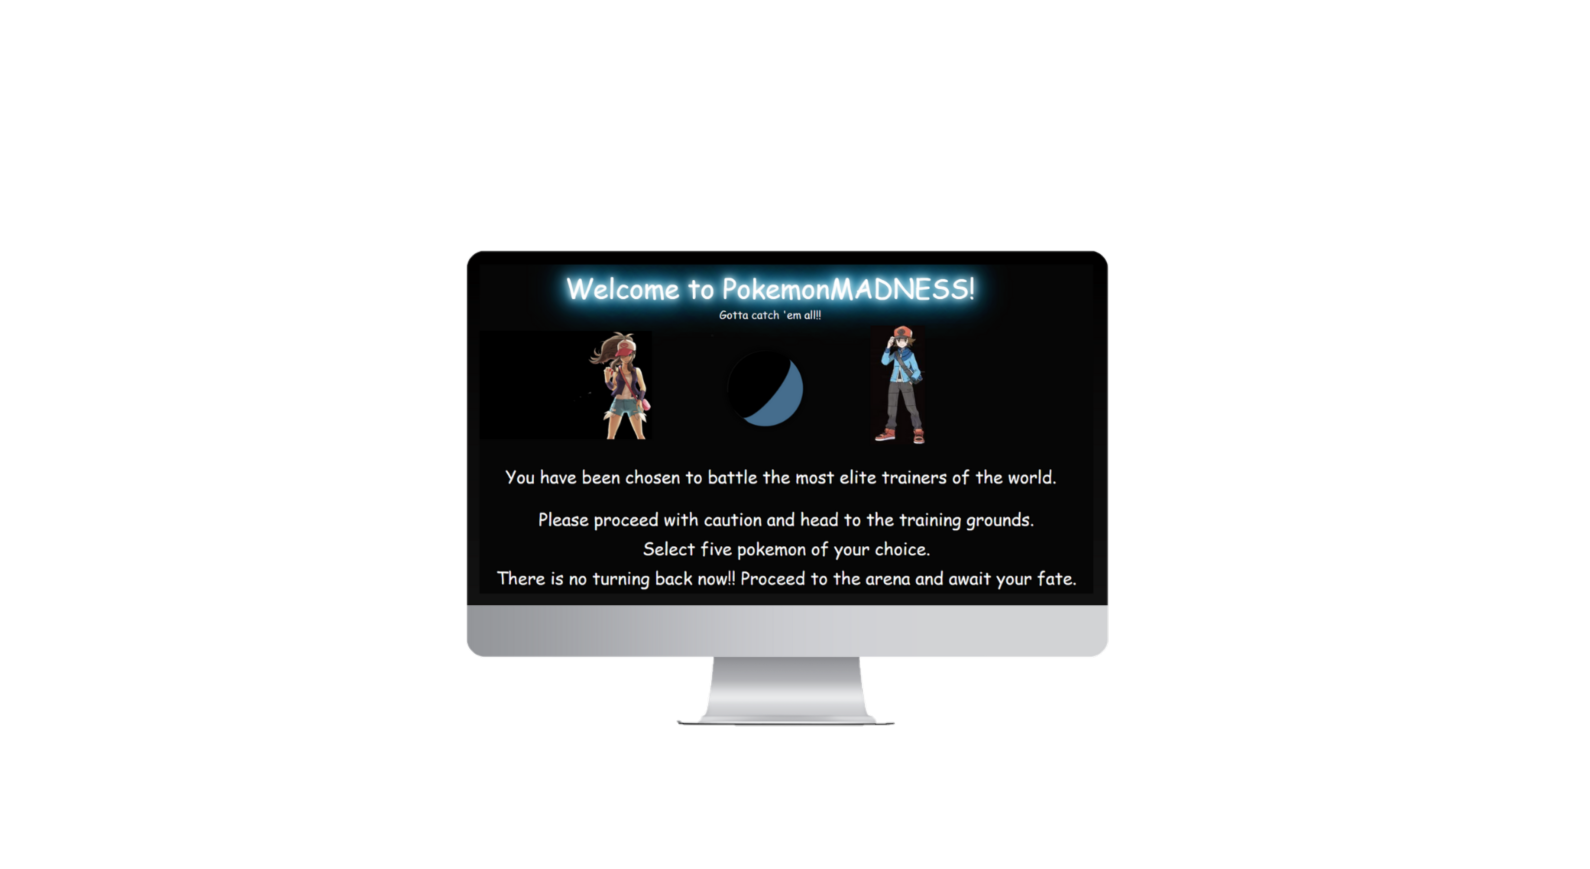 Welcome to PokemonMADNESS!
Gotta catch 'em all!!
You have been chosen to battle the most elite trainers of the world.
Please proceed with caution and head to the training grounds.
Select five pokemon of your choice.
There is no turning back now!! Proceed to the arena and await your fate.